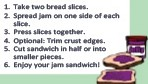 1. Take two bread slices.
2. Spread jam on one side of each
slice.
3. Press slices together.
4. Optional: Trim crust edges.
5. Cut sandwich in half or into
smaller pieces.
6. Enjoy your jam sandwich!